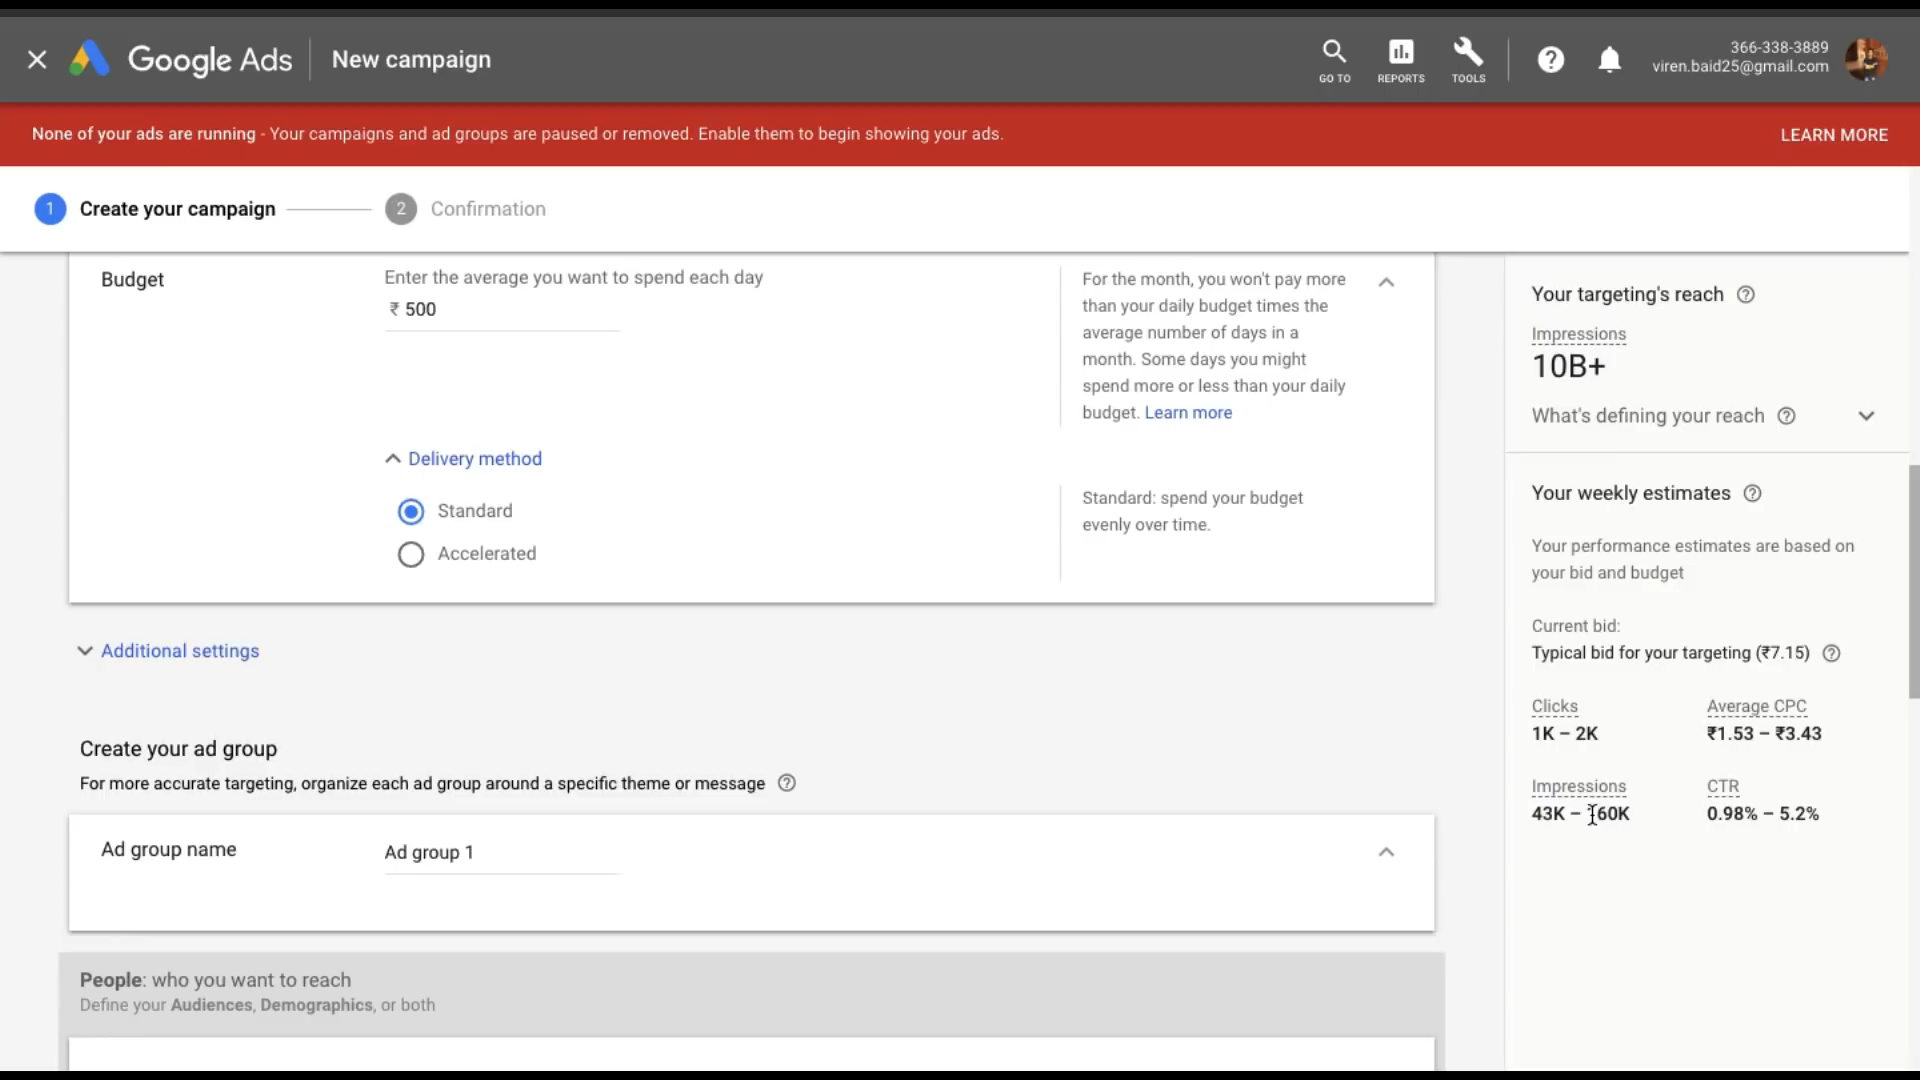 Google Ads New campaign
GO TO
REPORTS
TOOLS
366-338-3889
viren.baid25@gmail.com
None of your ads are running - Your campaigns and ad groups are paused or removed. Enable them to begin showing your ads.
LEARN MORE
1 Create your campaign
2 Confirmation
Budget
Enter the average you want to spend each day
₹ 500
For the month, you won't pay more
than your daily budget times the
average number of days in a
month. Some days you might
spend more or less than your daily
budget. Learn more
Delivery method
Standard
Accelerated
Standard: spend your budget
evenly over time.
Additional settings
Create your ad group
For more accurate targeting, organize each ad group around a specific theme or message
Ad group name
Ad group 1
People: who you want to reach
Define your Audiences, Demographics, or both
Your targeting's reach
Impressions
10B+
What's defining your reach
Your weekly estimates
Your performance estimates are based on
your bid and budget
Current bid:
Typical bid for your targeting (₹7.15)
Clicks
1K – 2K
Average CPC
₹1.53 – ₹3.43
Impressions
43K –
CTR
0.98% – 5.2%